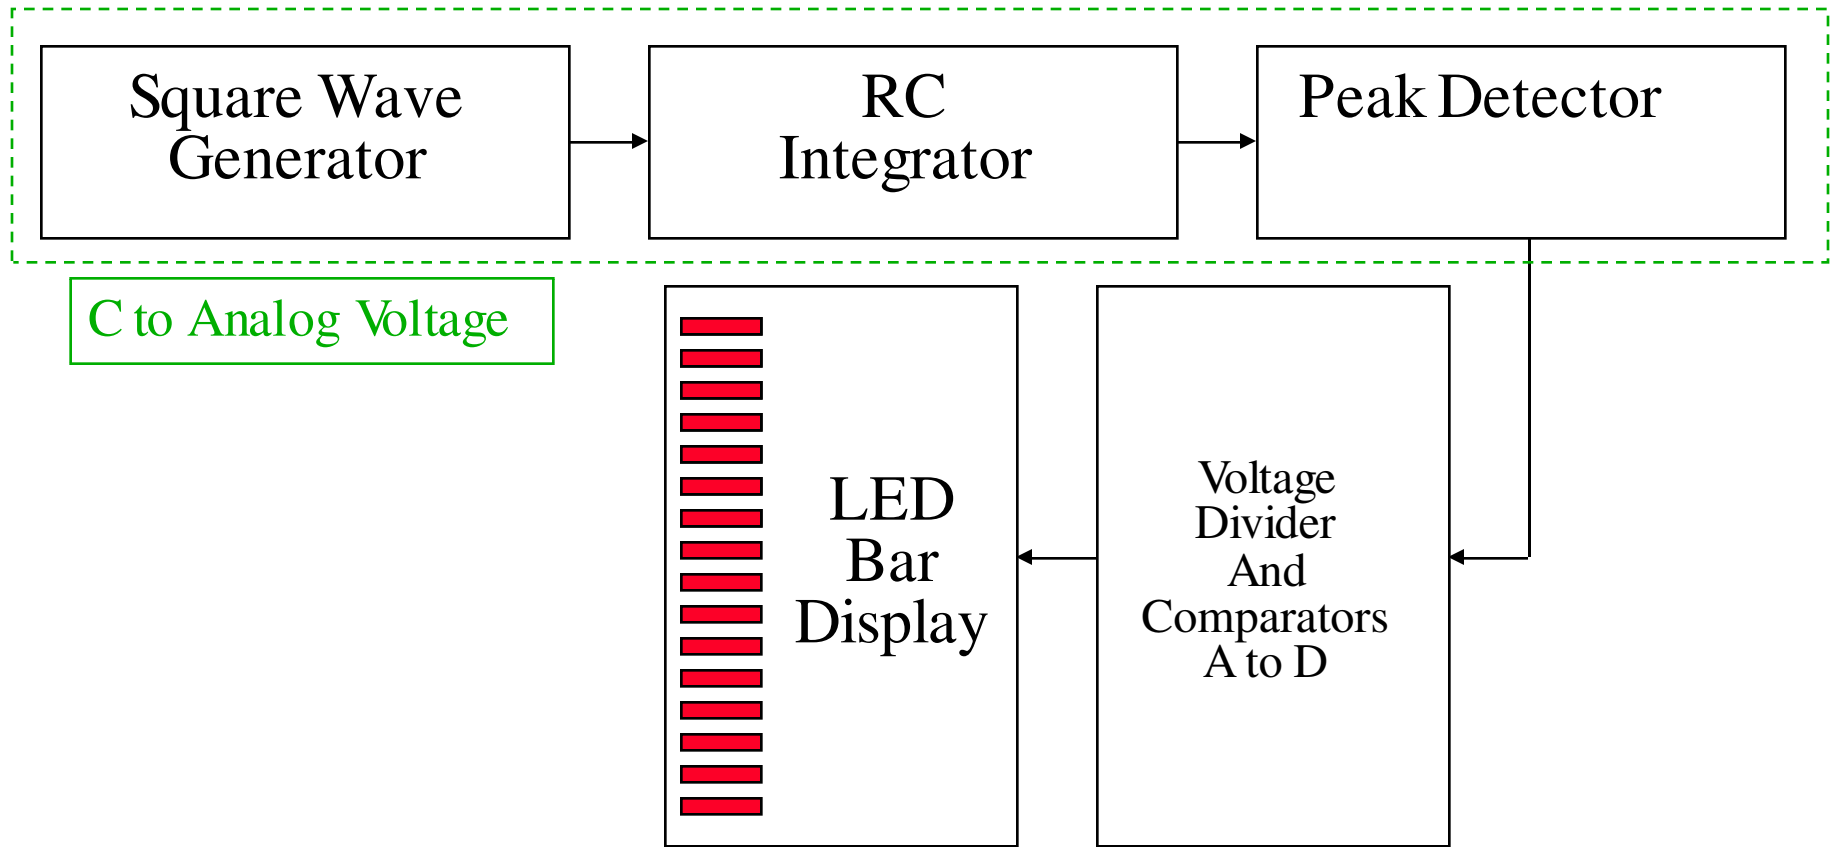 Square Wave
Generator
RC
Integrator
Peak Detector
C to Analog Voltage
LED
Bar
Display
Voltage
Divider
And
Comparators
A to D